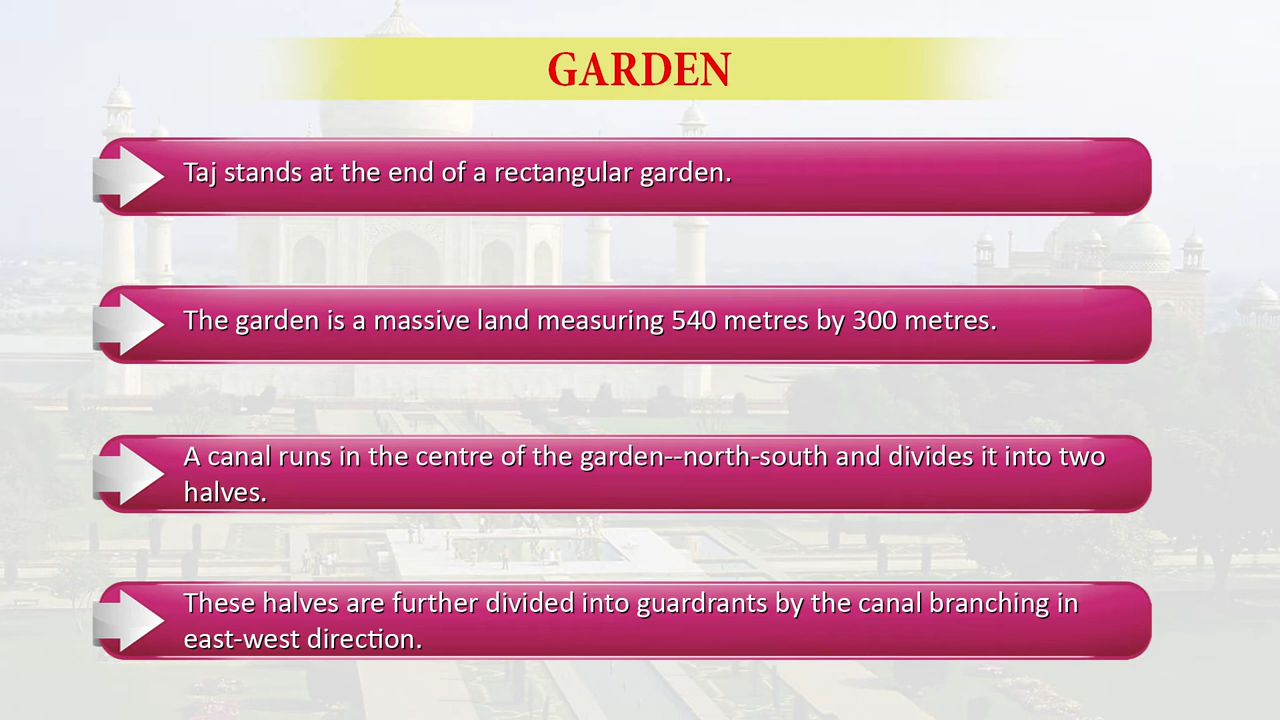 GARDEN
Taj stands at the end of a rectangular garden.
The garden is a massive land measuring 540 metres by 300 metres.
A canal runs in the centre of the garden--north-south and divides it into two
halves.
These halves are further divided into guardrants by the canal branching in
east-west direction.